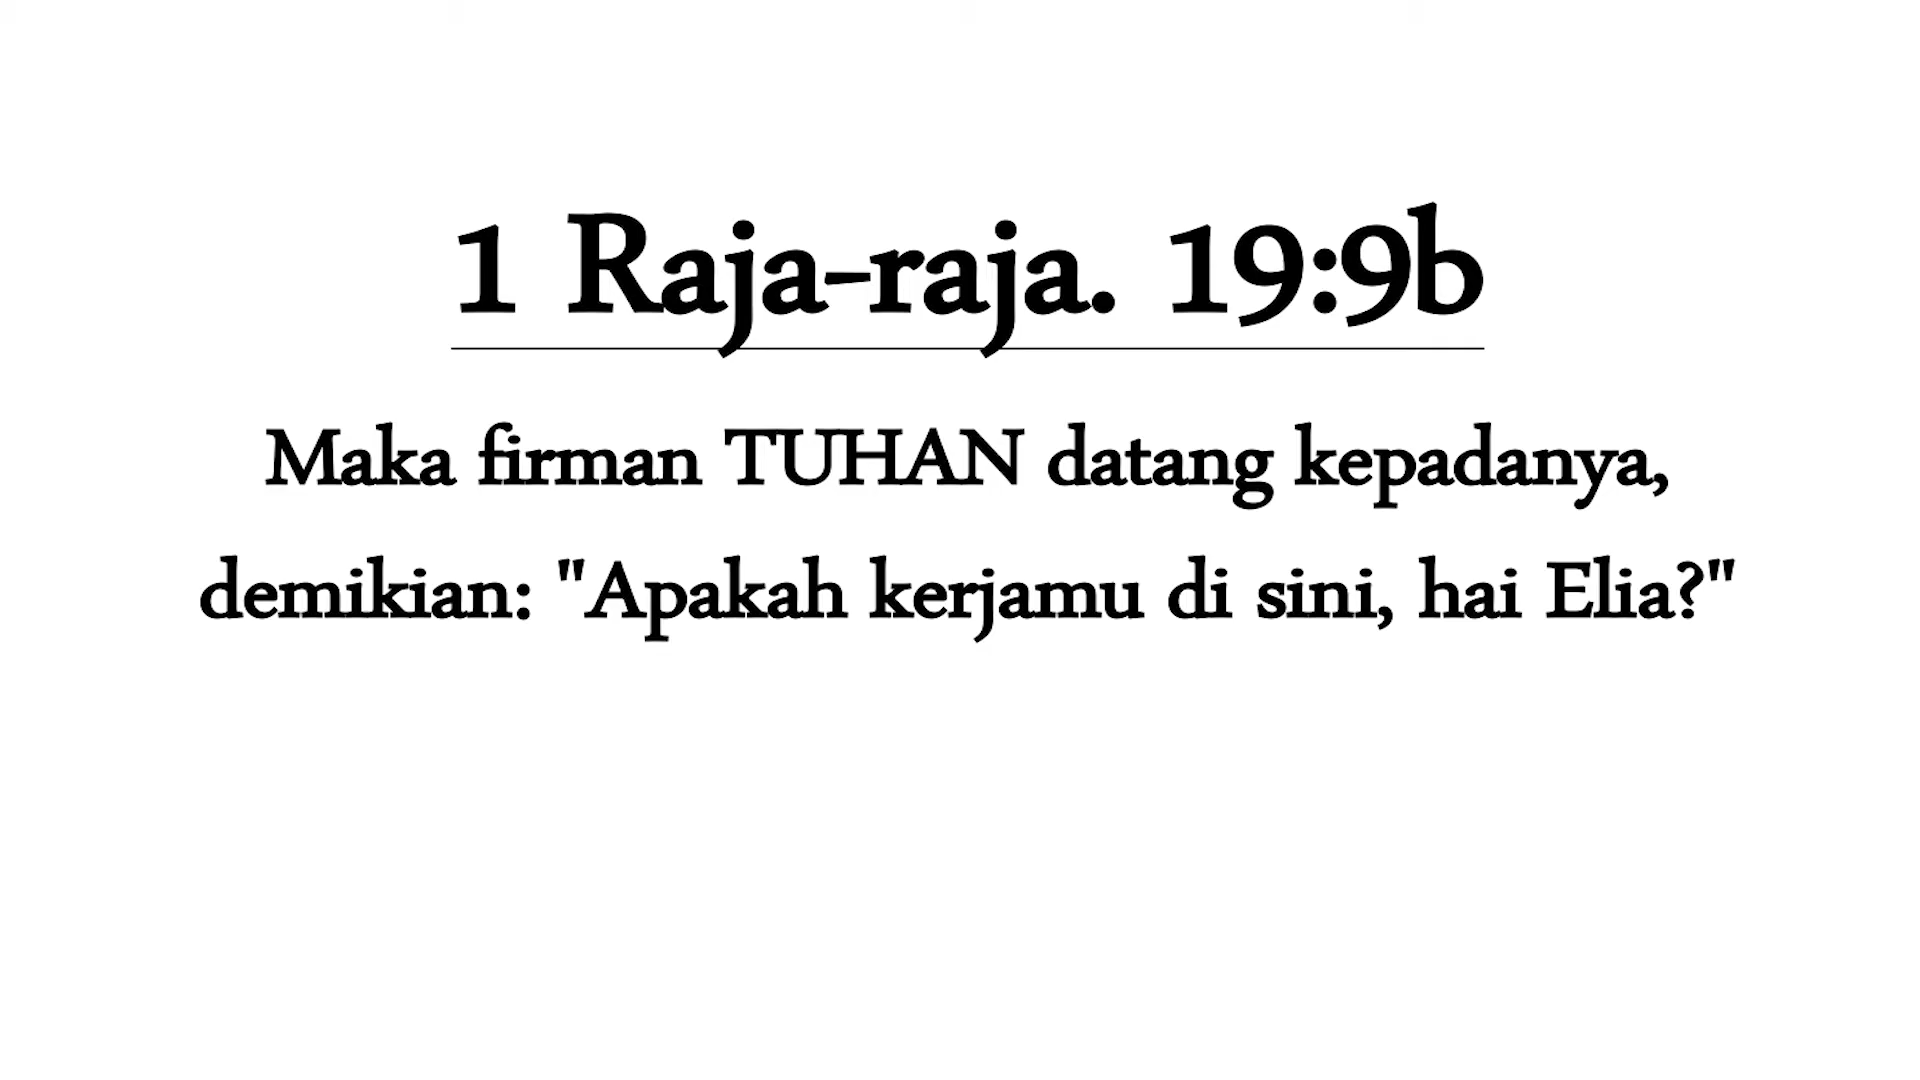 1 Raja-raja. 19:9b
Maka firman TUHAN datang kepadanya,
demikian: "Apakah kerjamu di sini, hai Elia?"